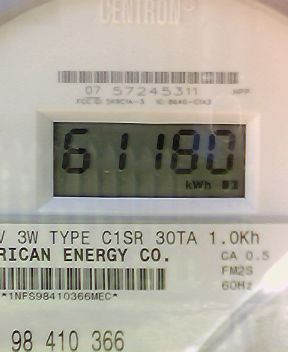 CENTRON®
07 57245311 HPP
61180
kWh
V 3W TYPE C1SR 30TA 1.0Kh
RICAN ENERGY CO. CA 0.5
FM2S
*1NFS98410366MEC* 60Hz
98 410 366